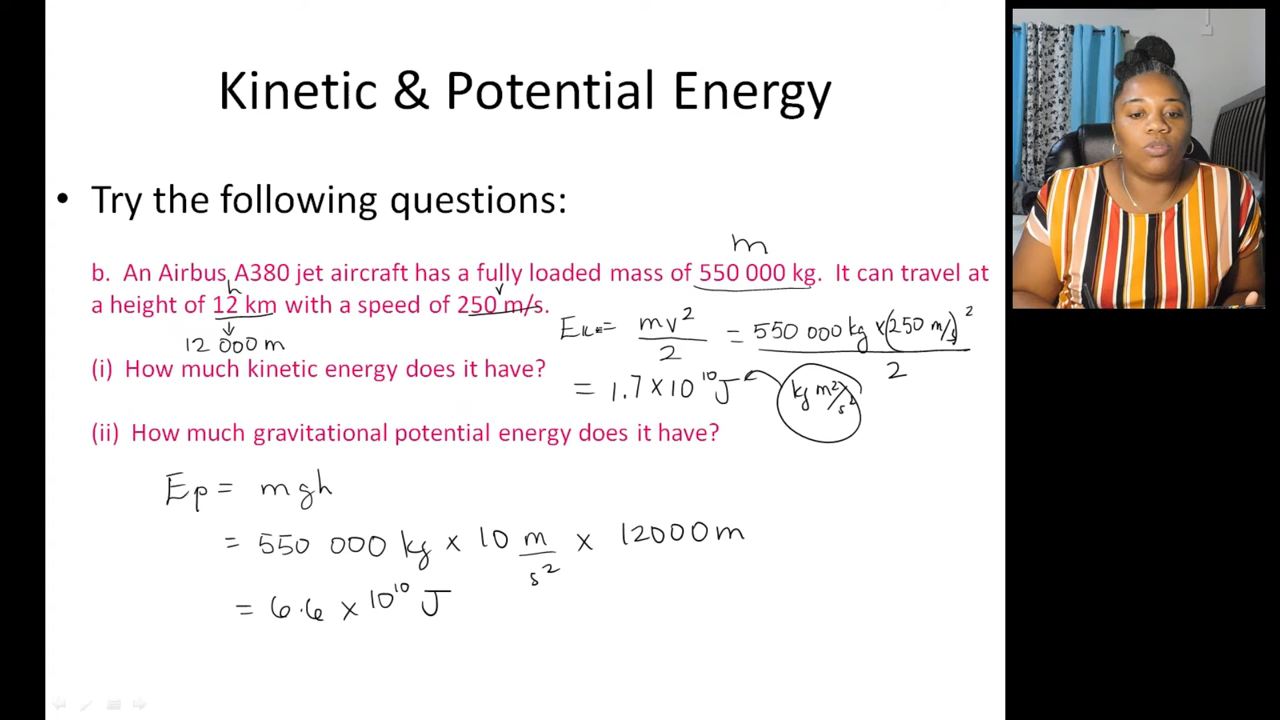 Kinetic & Potential Energy
• Try the following questions:
m
b. An Airbus A380 jet aircraft has a fully loaded mass of 550 000 kg. It can travel at
h v
a height of 12 km with a speed of 250 m/s.
12 000 m
= mv²/2 = 550 000 kg x (250 m/s)²/2
(i) How much kinetic energy does it have?
= 1.7 x 10¹⁰ J
kg m²/s²
(ii) How much gravitational potential energy does it have?
Ep = mgh
= 550 000 kg x 10 m/s² x 12000 m
= 6.6 x 10¹⁰ J